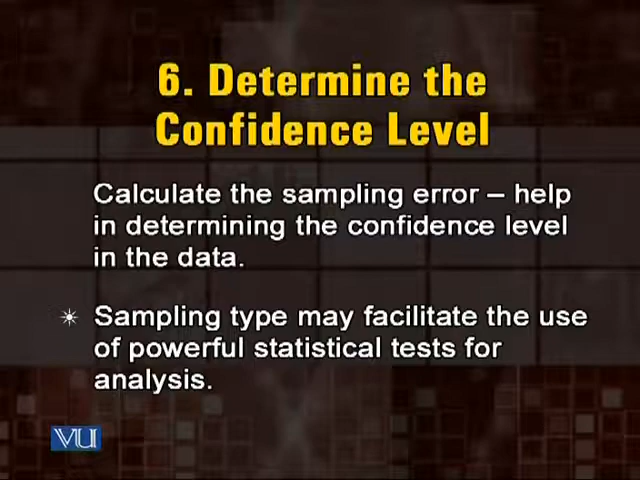 6. Determine the
Confidence Level
Calculate the sampling error – help
in determining the confidence level
in the data.
Sampling type may facilitate the use
of powerful statistical tests for
analysis.
VU